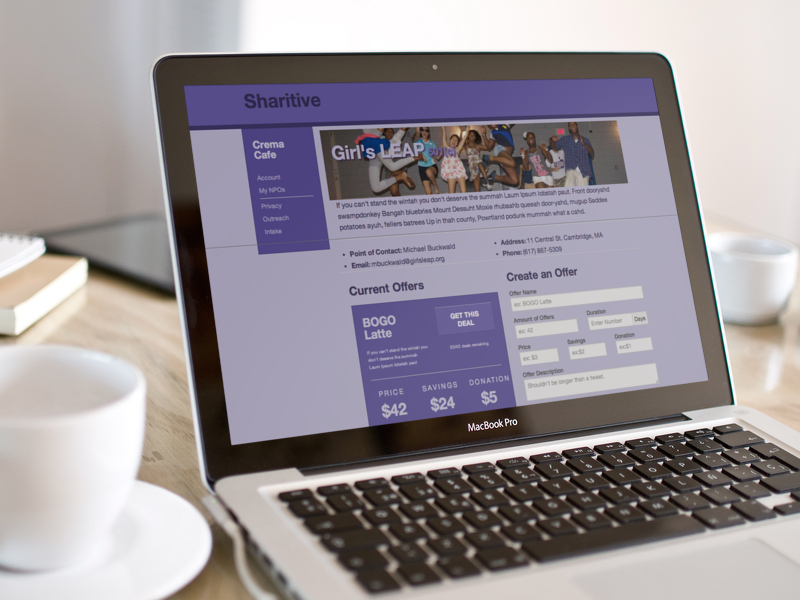 Sharitive
Crema
Cafe
Account
My NPOs
Privacy
Outreach
Intake
Girl's LEAP
If you can't stand the wintah you don't deserve the summah Laum Ipsum lobstah paut. Front dooryahd
swampdonkey Bangah bluebries Mount Dessuht Moxie rhubahb queesh door-yahd, mugup Saddee
potatoes ayuh, fellers batrees Up in thah county, Powrtland podunk mummah what a cahd.
• Point of Contact: Michael Buckwald
• Email: mbuckwald@girlsleap.org
• Address: 11 Central St. Cambridge, MA
• Phone: (617) 867-5309
Current Offers
BOGO
Latte
GET THIS
DEAL
If you can't stand the wintah you
don't deserve the summah
Laum Ipsum lobstah paut
deals remaining
PRICE
SAVINGS
DONATION
$42
$24
$5
Create an Offer
Offer Name
ex: BOGO Latte
Amount of Offers
ex: 42
Duration
Enter Number
Days
Price
ex: $3
Savings
ex:$2
Donation
ex:$1
Offer Description
Shouldn't be longer than a tweet.
MacBook Pro